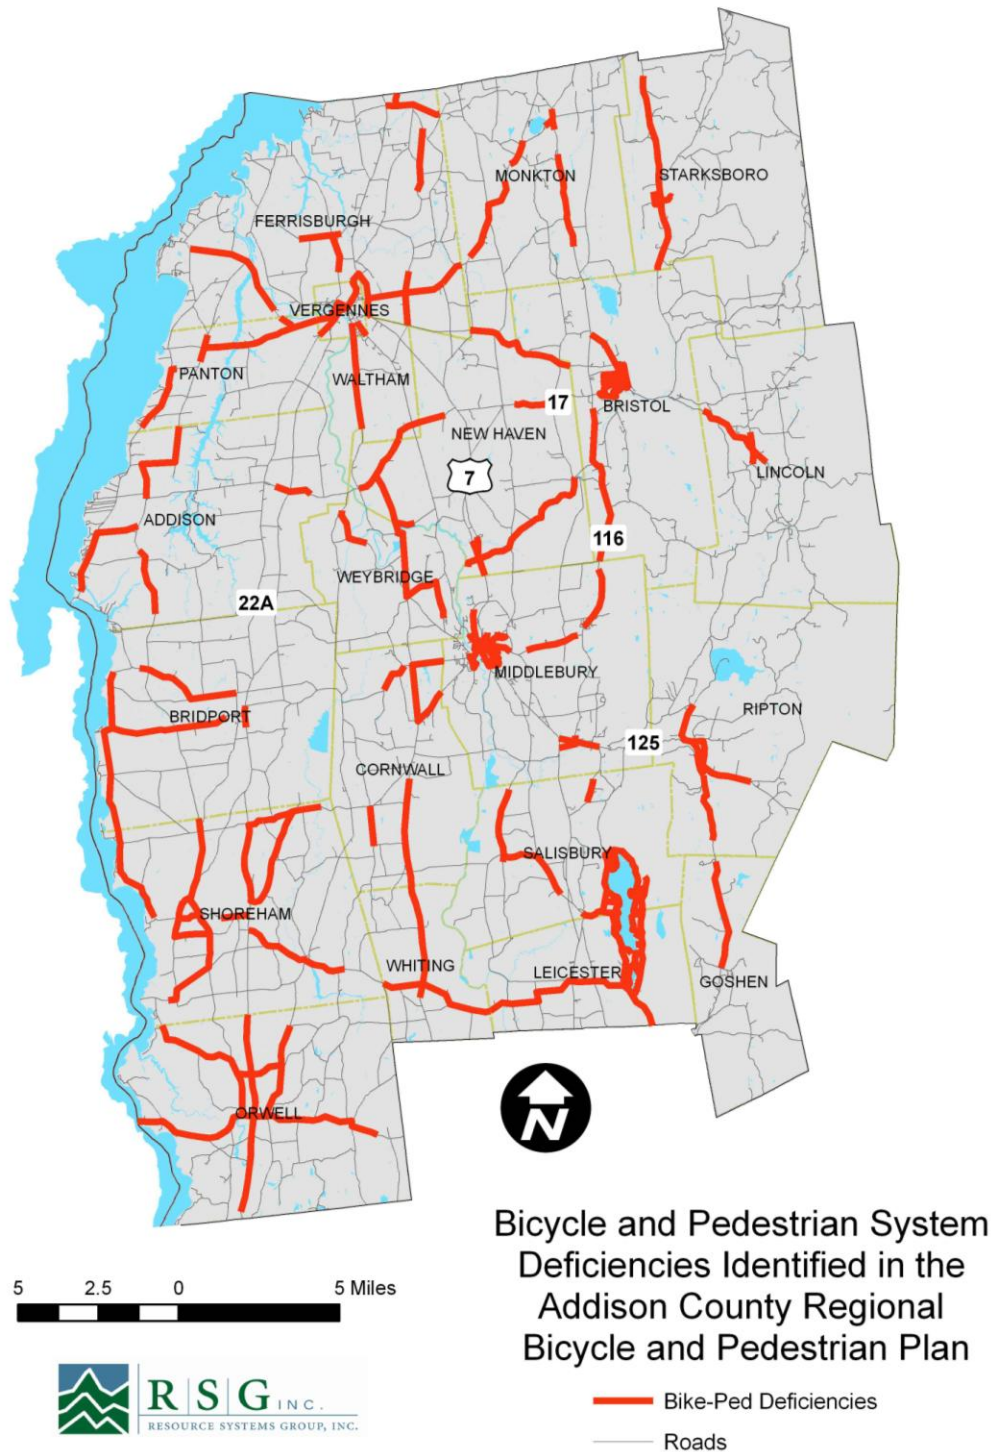 STARKSBORO
MONKTON
FERRISBURGH
VERGENNES
PANTON
WALTHAM
17
BRISTOL
NEW HAVEN
7
LINCOLN
ADDISON
116
WEYBRIDGE
22A
MIDDLEBURY
RIPTON
BRIDPORT
125
CORNWALL
SALISBURY
SHOREHAM
WHITING
LEICESTER
GOSHEN
ORWELL
N
Bicycle and Pedestrian System
Deficiencies Identified in the
Addison County Regional
Bicycle and Pedestrian Plan
5 2.5 0 5 Miles
R|S|G INC.
RESOURCE SYSTEMS GROUP, INC.
Bike-Ped Deficiencies
Roads